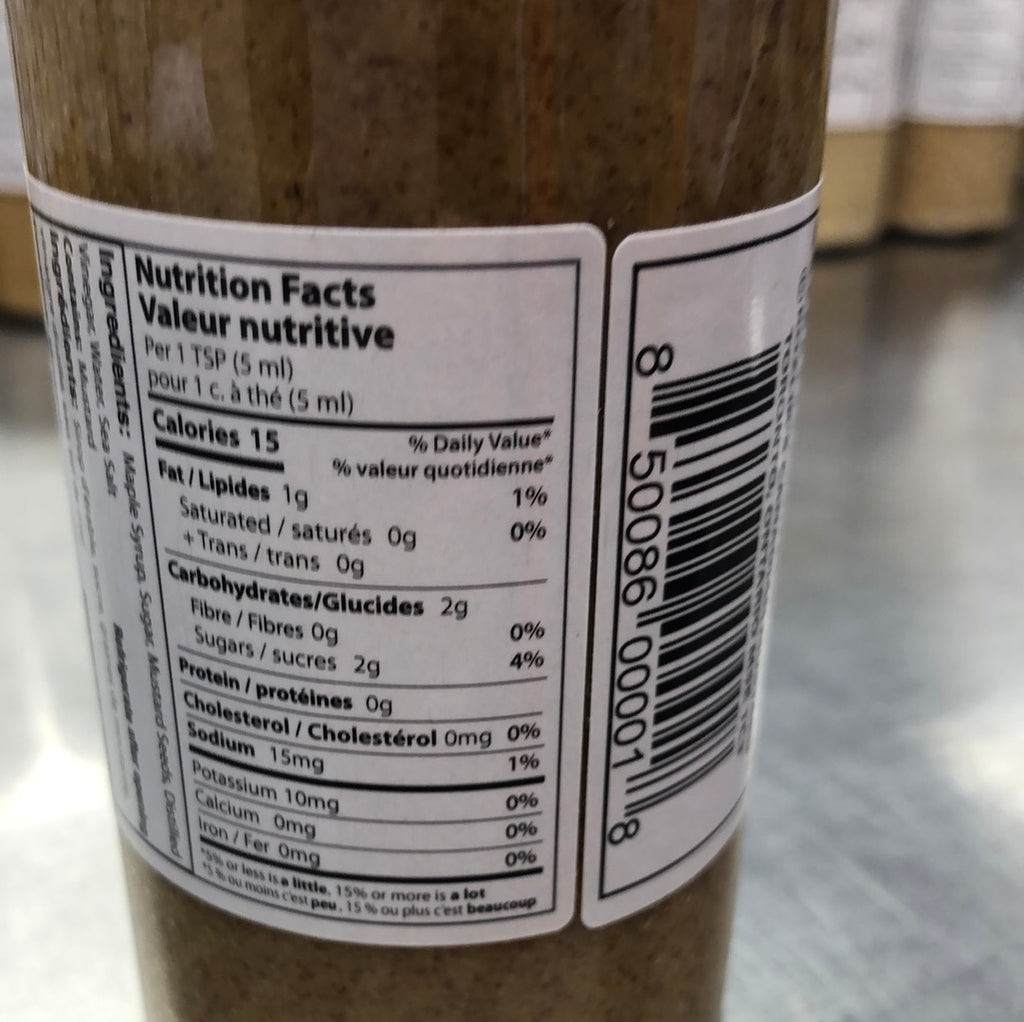 Nutrition Facts
Valeur nutritive
Per 1 TSP (5 ml)
pour 1 c. à thé (5 ml)
Calories 15
% Daily Value*
% valeur quotidienne*
Fat / Lipides 1g 1%
Saturated / saturés 0g 0%
+ Trans / trans 0g
Carbohydrates/Glucides 2g
Fibre / Fibres 0g 0%
Sugars / sucres 2g 4%
Protein / protéines 0g
Cholesterol / Cholestérol 0mg 0%
Sodium 15mg 1%
Potassium 10mg 0%
Calcium 0mg 0%
Iron / Fer 0mg 0%
*5% or less is a little, 15% or more is a lot
*5 % ou moins c'est peu, 15 % ou plus c'est beaucoup
Ingredients: Maple Syrup, Sugar, Mustard Seeds, Distilled
Vinegar, Water, Sea Salt
Contains: Mustard
Refrigerate after opening
Ingrédients:
8 50086 00001 8